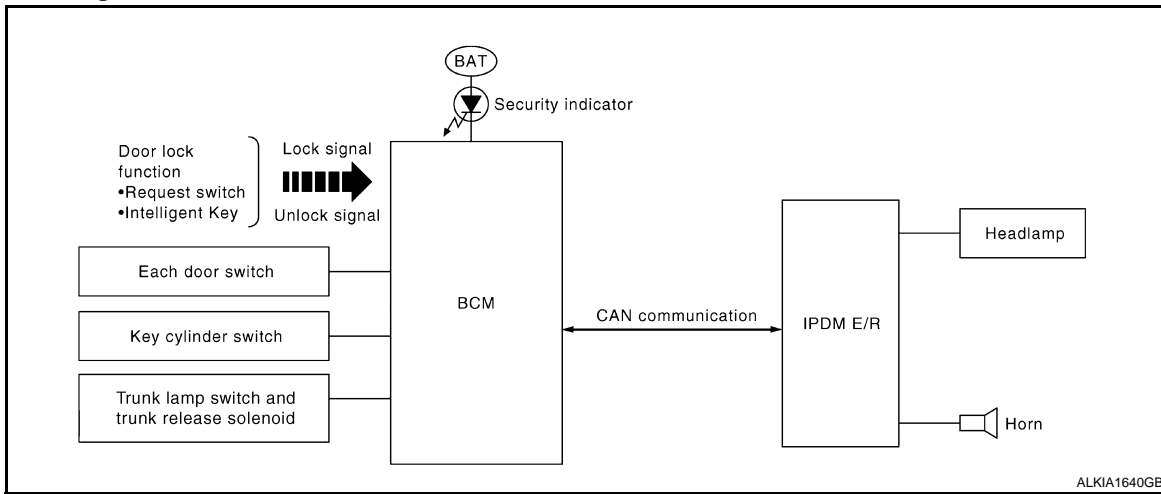 BAT
Security indicator
Door lock
function
•Request switch
•Intelligent Key
Lock signal
Unlock signal
Each door switch
Key cylinder switch
Trunk lamp switch and
trunk release solenoid
BCM
CAN communication
IPDM E/R
Headlamp
Horn
ALKIA1640GB